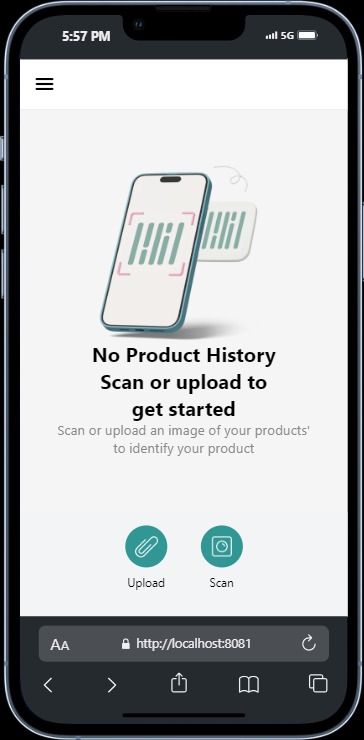 5:57 PM
5G
No Product History
Scan or upload to
get started
Scan or upload an image of your products'
to identify your product
Upload
Scan
AA
http://localhost:8081